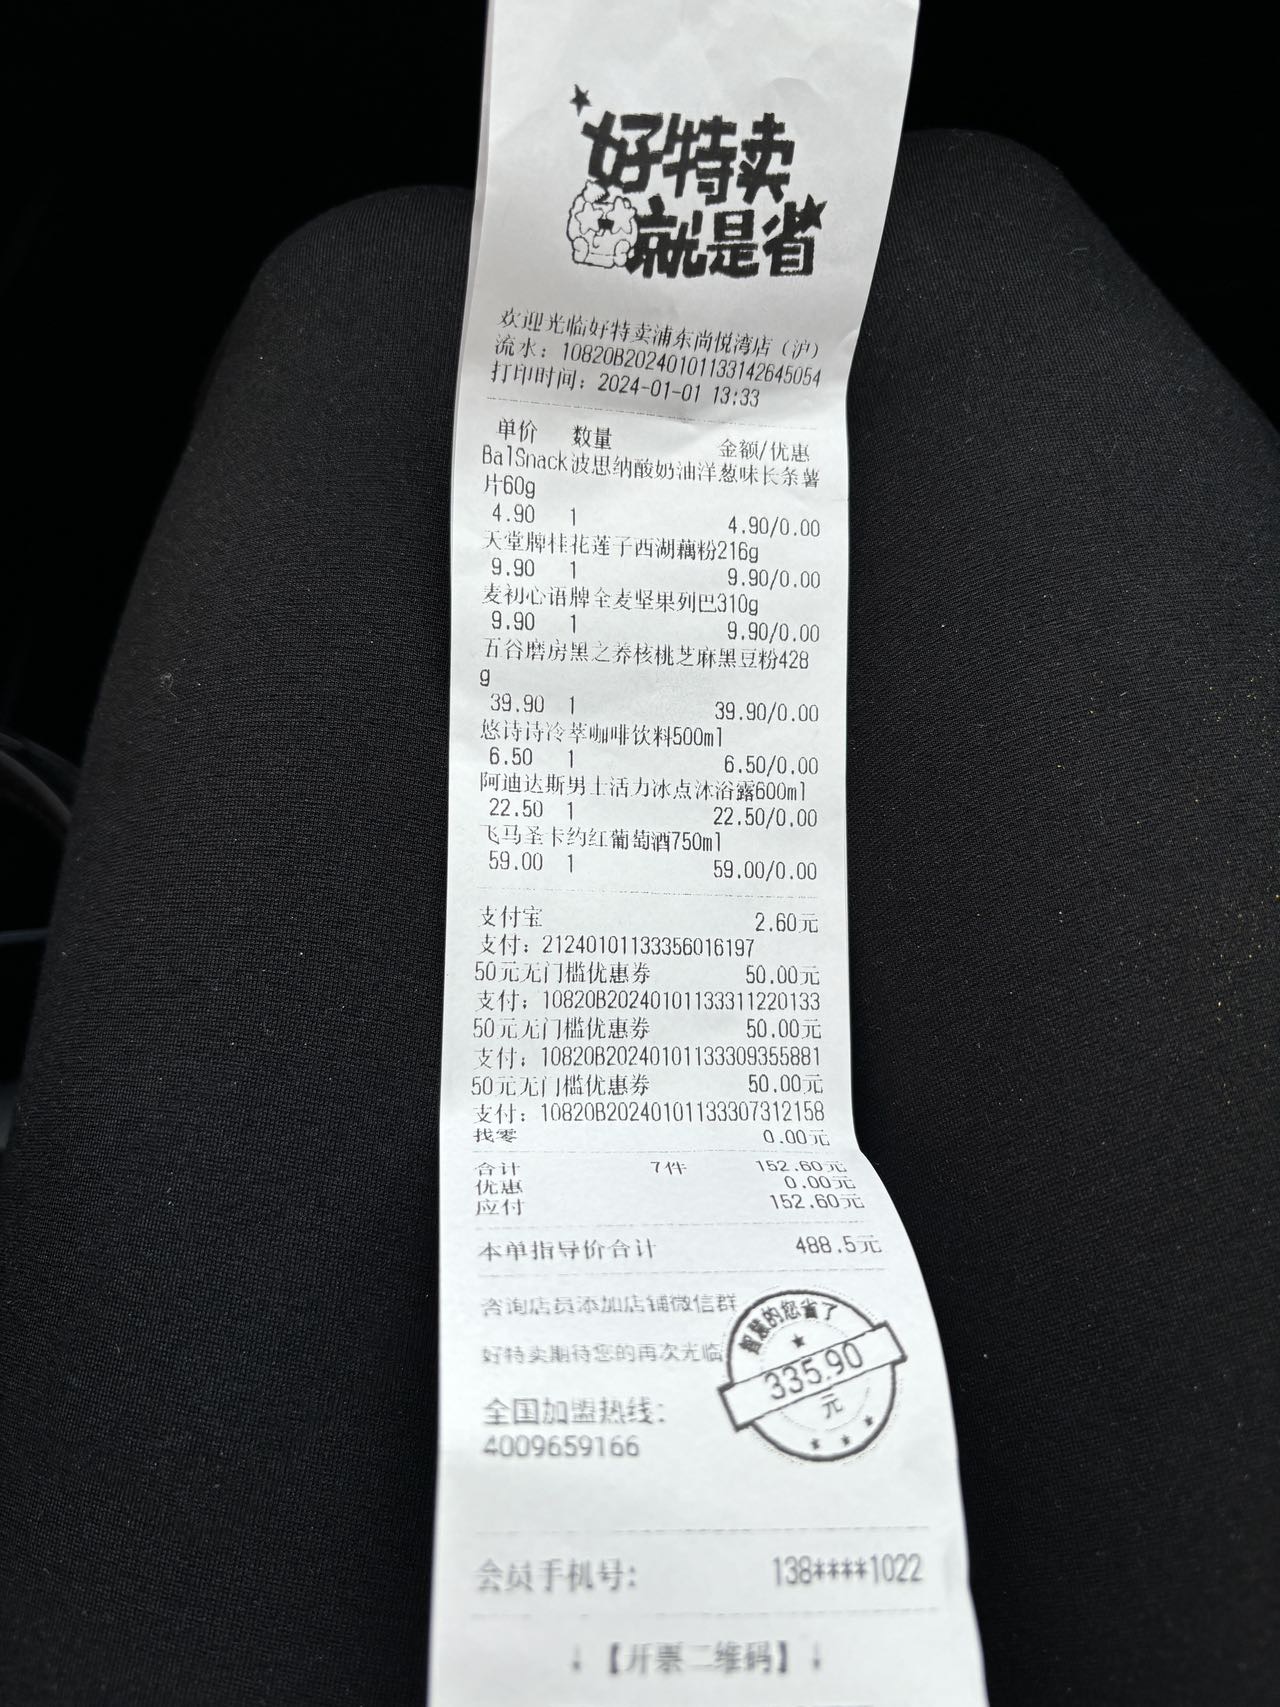 好特卖
就是省
欢迎光临好特卖浦东尚悦湾店（沪）
流水：10820B20240101133142645054
打印时间：2024-01-01 13:33
单价 数量 金额/优惠
BalSnack波思纳酸奶油洋葱味长条薯
片60g
4.90 1 4.90/0.00
天堂牌桂花莲子西湖藕粉216g
9.90 1 9.90/0.00
麦初心语牌全麦坚果列巴310g
9.90 1 9.90/0.00
五谷磨房黑之养核桃芝麻黑豆粉428
g
39.90 1 39.90/0.00
悠诗诗冷萃咖啡饮料500ml
6.50 1 6.50/0.00
阿迪达斯男士活力冰点沐浴露600ml
22.50 1 22.50/0.00
飞马圣卡约红葡萄酒750ml
59.00 1 59.00/0.00
支付宝 2.60元
支付：21240101133356016197
50元无门槛优惠券 50.00元
支付：10820B20240101133311220133
50元无门槛优惠券 50.00元
支付：10820B20240101133309355881
50元无门槛优惠券 50.00元
支付：10820B20240101133307312158
找零 0.00元
合计 7件 152.60元
优惠 0.00元
应付 152.60元
本单指导价合计 488.5元
咨询店员添加店铺微信群
好特卖期待您的再次光临
智慧的您省了
335.90
元
全国加盟热线：
4009659166
会员手机号： 138****1022
↓【开票二维码】↓